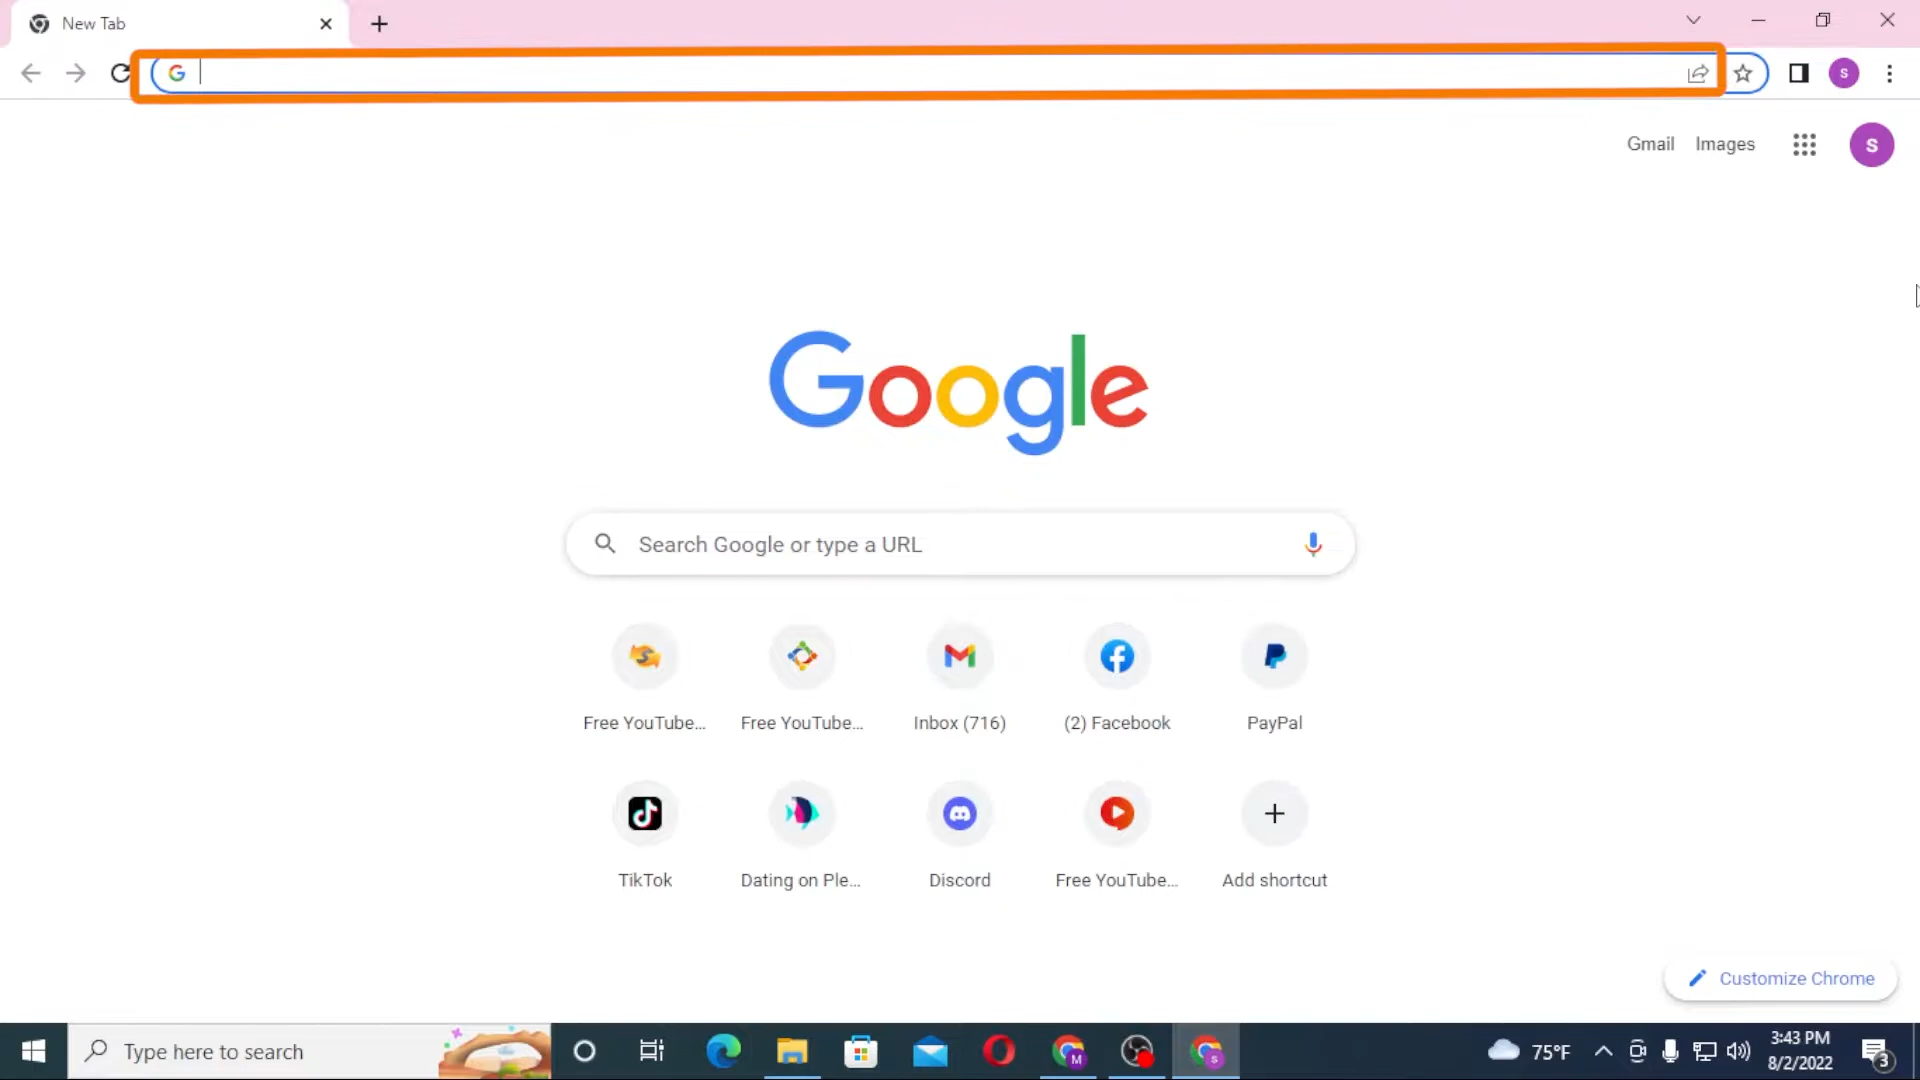 New Tab
G
S
Gmail Images
S
Google
Search Google or type a URL
Free YouTube...
Free YouTube...
Inbox (716)
(2) Facebook
PayPal
TikTok
Dating on Ple...
Discord
Free YouTube...
Add shortcut
Customize Chrome
Type here to search
M
S
75°F
3:43 PM
8/2/2022
3